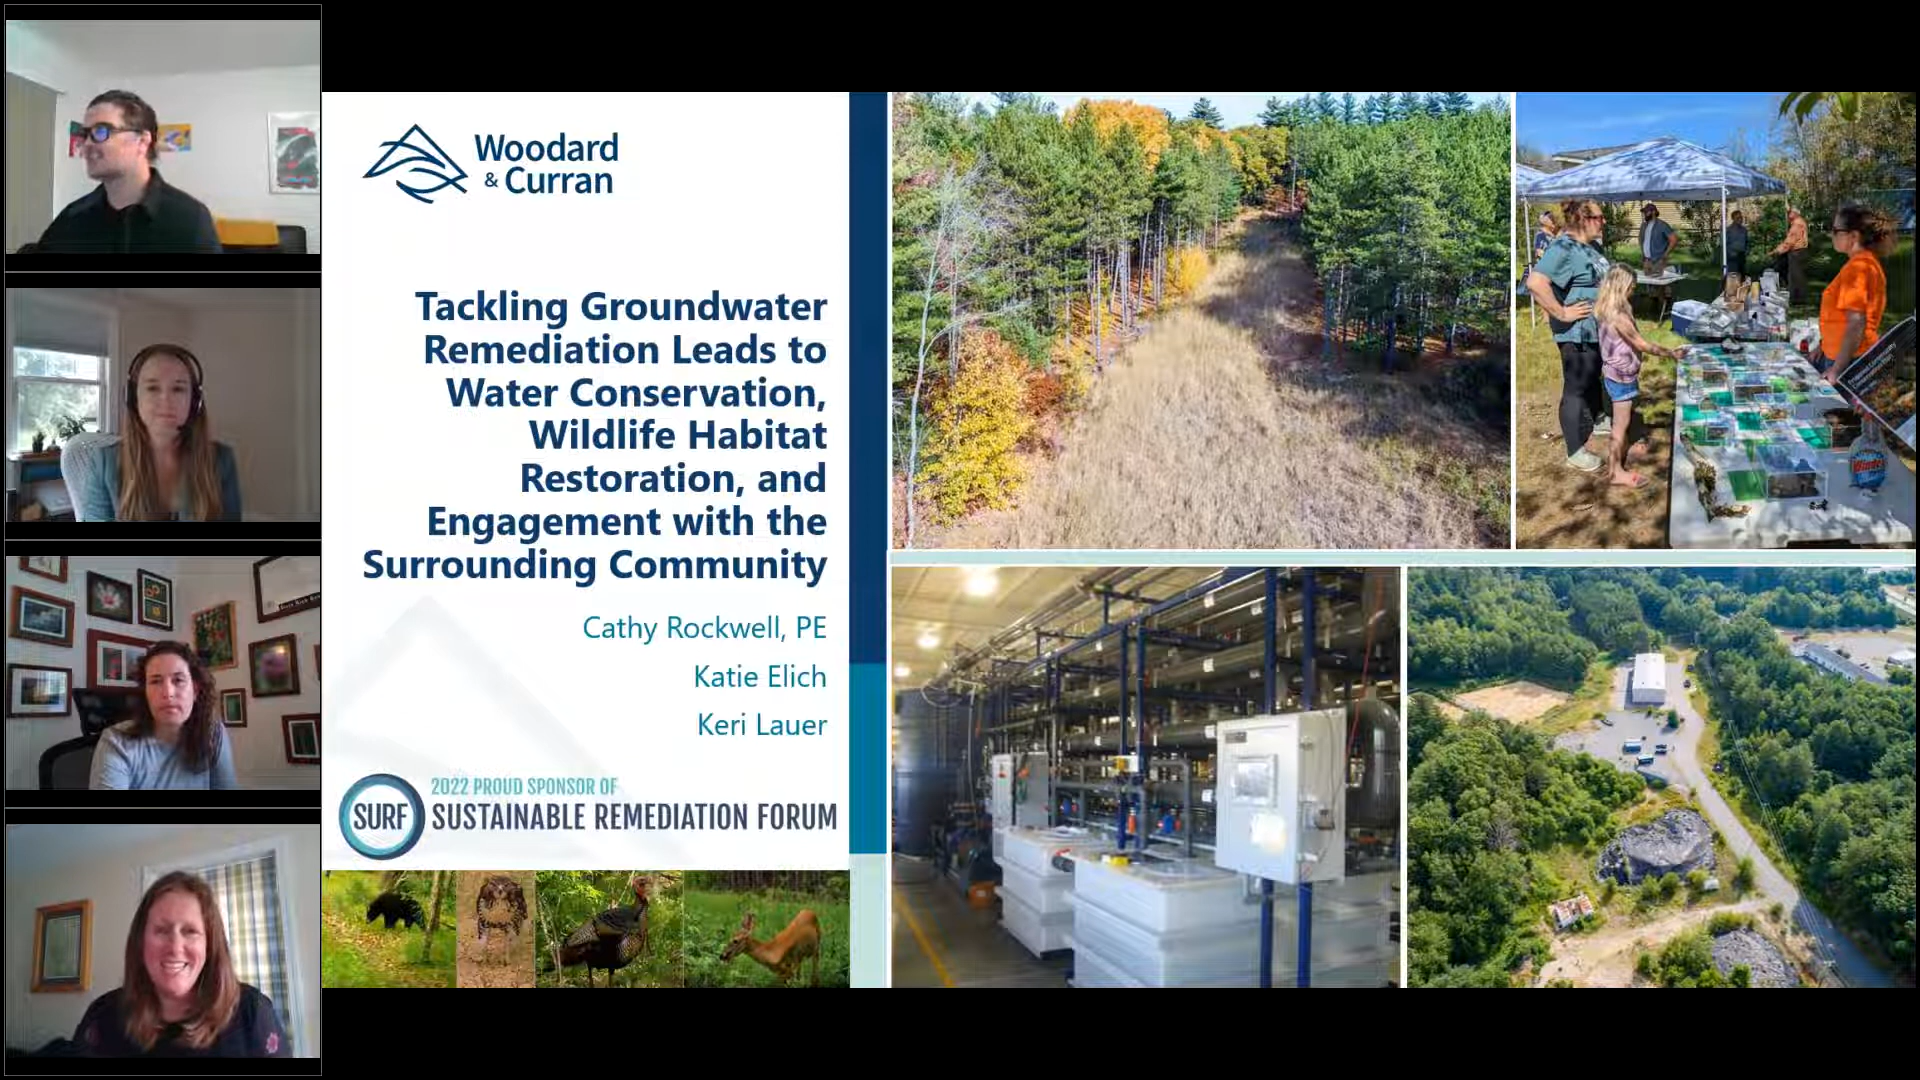 Woodard
& Curran
Tackling Groundwater
Remediation Leads to
Water Conservation,
Wildlife Habitat
Restoration, and
Engagement with the
Surrounding Community
Cathy Rockwell, PE
Katie Elich
Keri Lauer
SURF
2022 PROUD SPONSOR OF
SUSTAINABLE REMEDIATION FORUM
Windex